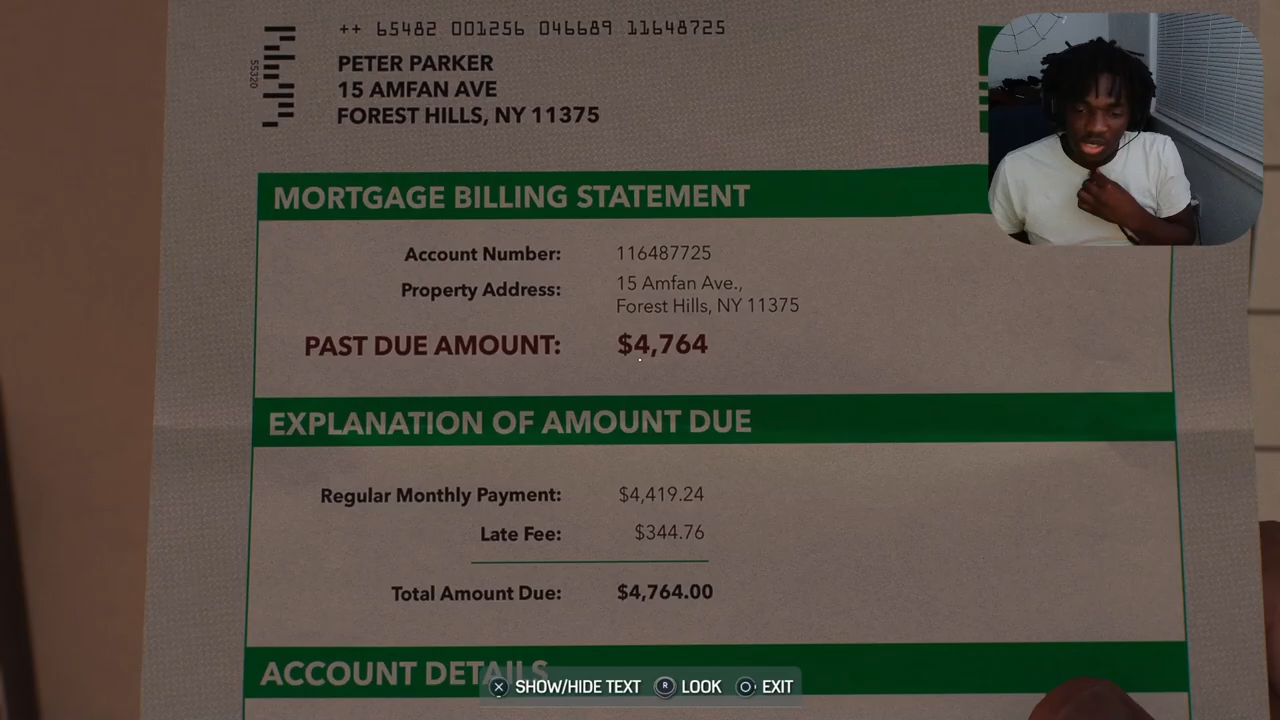 ++ 65482 001256 046689 11648725
55320
PETER PARKER
15 AMFAN AVE
FOREST HILLS, NY 11375
MORTGAGE BILLING STATEMENT
Account Number: 116487725
Property Address: 15 Amfan Ave.,
Forest Hills, NY 11375
PAST DUE AMOUNT: $4,764
EXPLANATION OF AMOUNT DUE
Regular Monthly Payment: $4,419.24
Late Fee: $344.76
Total Amount Due: $4,764.00
ACCOUNT DETAILS
SHOW/HIDE TEXT R LOOK EXIT